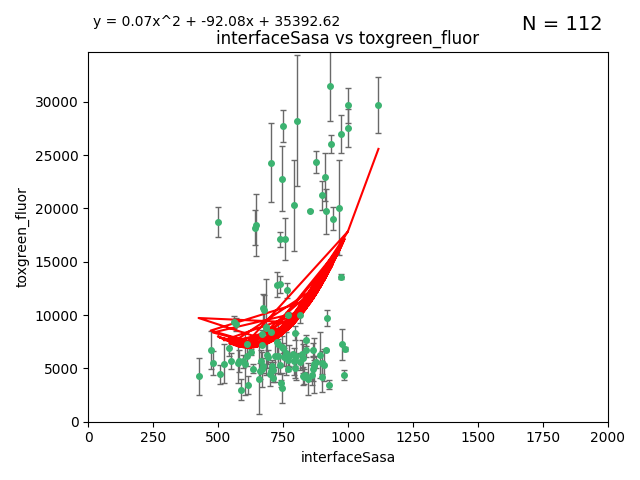 y = 0.07x^2 + -92.08x + 35392.62
N = 112
interfaceSasa vs toxgreen_fluor
toxgreen_fluor
30000
25000
20000
15000
10000
5000
0
0 250 500 750 1000 1250 1500 1750 2000
interfaceSasa